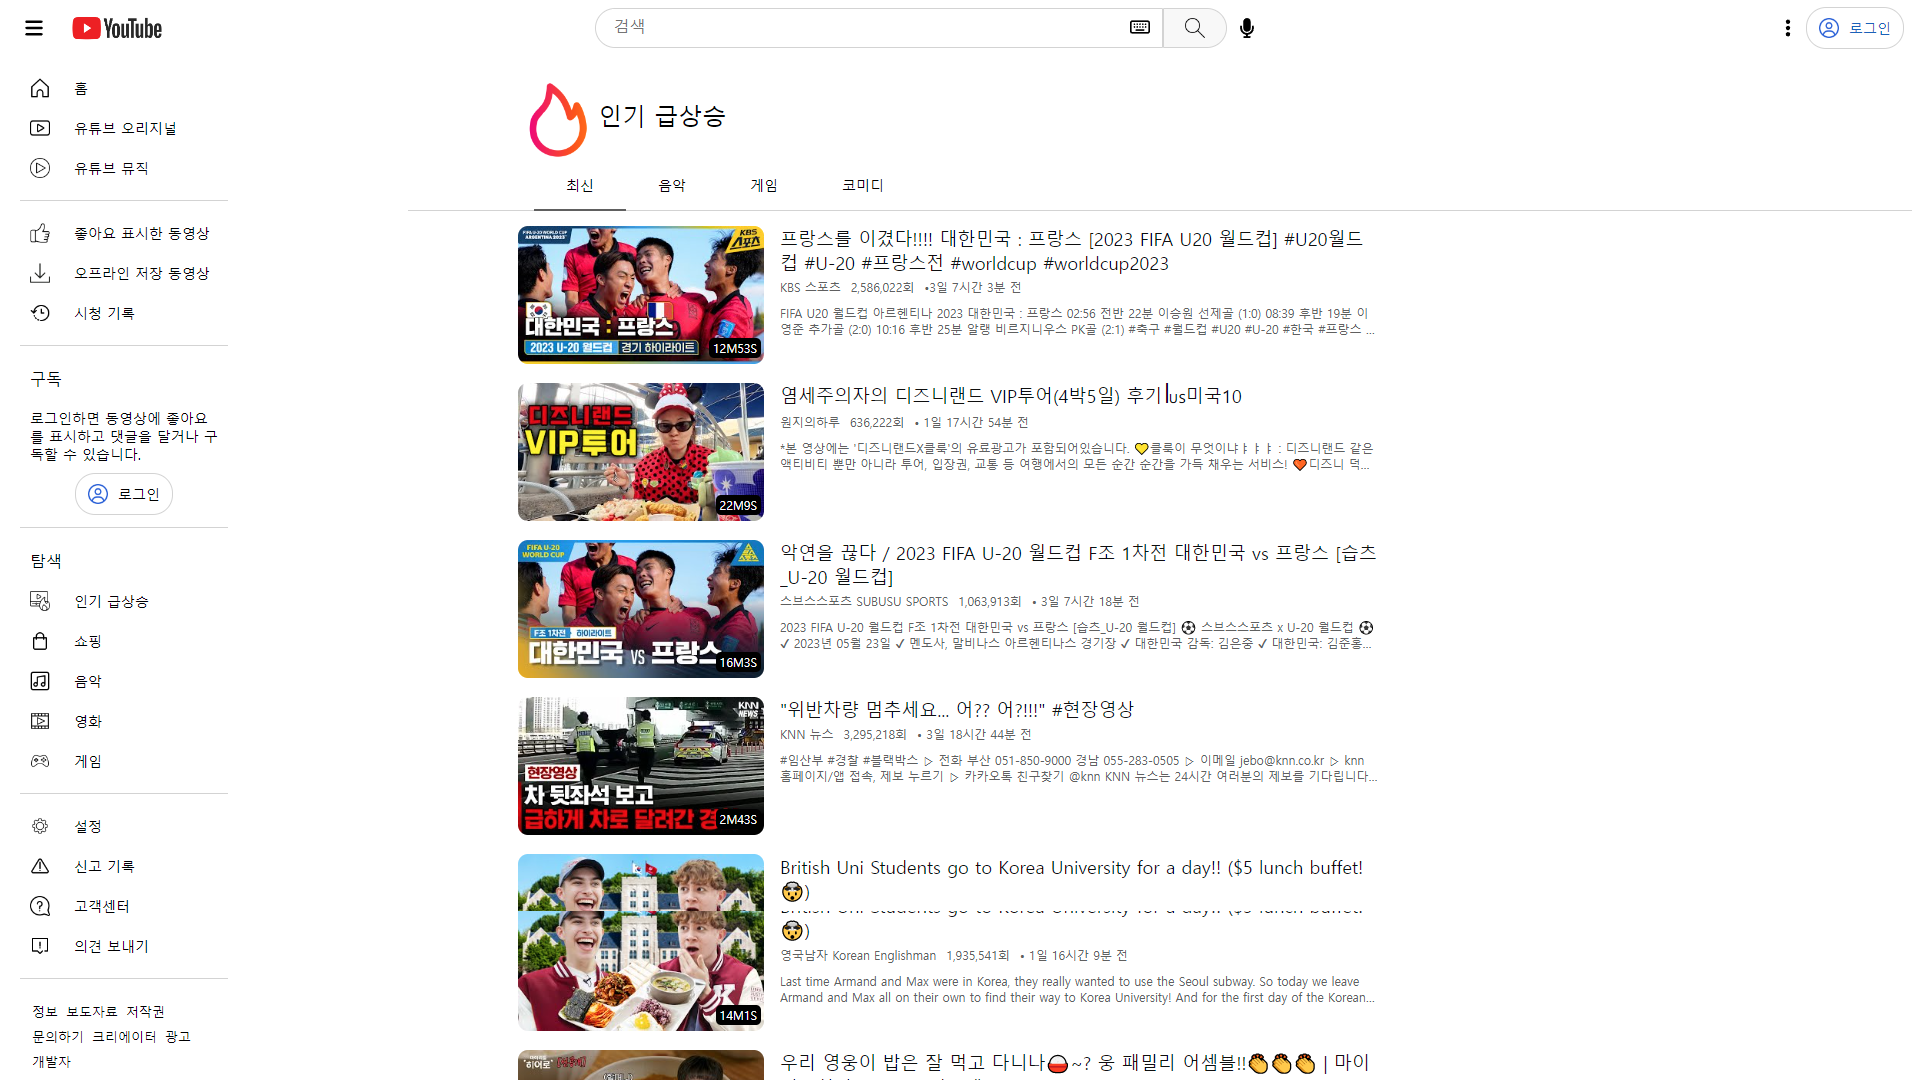 YouTube
검색
로그인
홈
유튜브 오리지널
유튜브 뮤직
좋아요 표시한 동영상
오프라인 저장 동영상
시청 기록
구독
로그인하면 동영상에 좋아요
를 표시하고 댓글을 달거나 구
독할 수 있습니다.
로그인
탐색
인기 급상승
쇼핑
음악
영화
게임
설정
신고 기록
고객센터
의견 보내기
정보 보도자료 저작권
문의하기 크리에이터 광고
개발자
인기 급상승
최신 음악 게임 코미디
FIFA U-20 WORLD CUP
ARGENTINA 2023
KBS 스포츠
대한민국 : 프랑스
2023 U-20 월드컵 경기 하이라이트
12M53S
프랑스를 이겼다!!!! 대한민국 : 프랑스 [2023 FIFA U20 월드컵] #U20월드
컵 #U-20 #프랑스전 #worldcup #worldcup2023
KBS 스포츠 2,586,022회 •3일 7시간 3분 전
FIFA U20 월드컵 아르헨티나 2023 대한민국 : 프랑스 02:56 전반 22분 이승원 선제골 (1:0) 08:39 후반 19분 이
영준 추가골 (2:0) 10:16 후반 25분 알랭 비르지니우스 PK골 (2:1) #축구 #월드컵 #U20 #U-20 #한국 #프랑스 ...
디즈니랜드
VIP투어
22M9S
염세주의자의 디즈니랜드 VIP투어(4박5일) 후기┃us미국10
원지의하루 636,222회 • 1일 17시간 54분 전
*본 영상에는 '디즈니랜드X클룩'의 유료광고가 포함되어있습니다. 💛클룩이 무엇이냐ㅑㅑㅑ : 디즈니랜드 같은
액티비티 뿐만 아니라 투어, 입장권, 교통 등 여행에서의 모든 순간 순간을 가득 채우는 서비스! ❤️디즈니 덕...
FIFA U-20
WORLD CUP
F조 1차전 하이라이트
대한민국 VS 프랑스
16M3S
악연을 끊다 / 2023 FIFA U-20 월드컵 F조 1차전 대한민국 vs 프랑스 [습츠
_U-20 월드컵]
스브스스포츠 SUBUSU SPORTS 1,063,913회 • 3일 7시간 18분 전
2023 FIFA U-20 월드컵 F조 1차전 대한민국 vs 프랑스 [습츠_U-20 월드컵] ⚽ 스브스스포츠 x U-20 월드컵 ⚽
✓ 2023년 05월 23일 ✓ 멘도사, 말비나스 아르헨티나스 경기장 ✓ 대한민국 감독: 김은중 ✓ 대한민국: 김준홍...
KNN
NEWS
현장영상
차 뒷좌석 보고
급하게 차로 달려간 경
2M43S
"위반차량 멈추세요... 어?? 어?!!!" #현장영상
KNN 뉴스 3,295,218회 • 3일 18시간 44분 전
#임산부 #경찰 #블랙박스 ▷ 전화 부산 051-850-9000 경남 055-283-0505 ▷ 이메일 jebo@knn.co.kr ▷ knn
홈페이지/앱 접속, 제보 누르기 ▷ 카카오톡 친구찾기 @knn KNN 뉴스는 24시간 여러분의 제보를 기다립니다...
British Uni Students go to Korea University for a day!! ($5 lunch buffet!
🤯)
British Uni Students go to Korea University for a day!! ($5 lunch buffet!
🤯)
K
14M1S
영국남자 Korean Englishman 1,935,541회 • 1일 16시간 9분 전
Last time Armand and Max were in Korea, they really wanted to use the Seoul subway. So today we leave
Armand and Max all on their own to find their way to Korea University! And for the first day of the Korean...
우리 영웅이 밥은 잘 먹고 다니나🍚~? 웅 패밀리 어셈블!!👏👏👏 | 마이